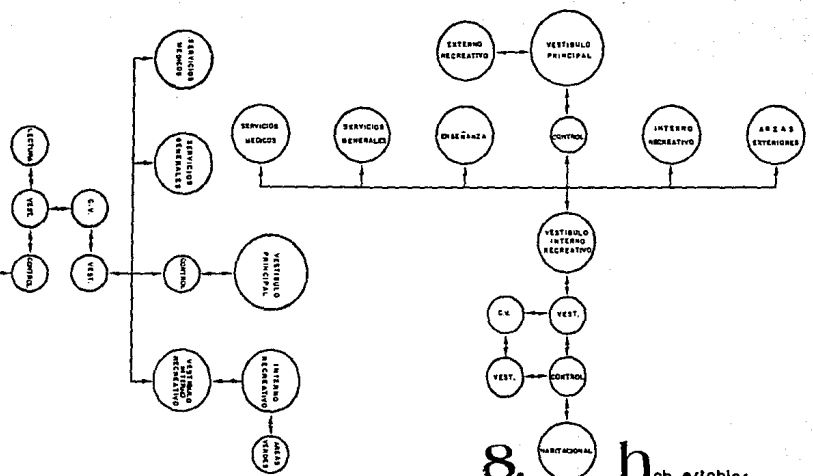 EXTERNO
RECREATIVO
VESTIBULO
PRINCIPAL
SERVICIOS
MEDICOS
SERVICIOS
GENERALES
ENSEÑANZA
CONTROL
INTERNO
RECREATIVO
AREAS
EXTERIORES
VESTIBULO
INTERNO
RECREATIVO
C.V.
VEST.
VEST.
CONTROL
HABITACIONAL
SERVICIOS
MEDICOS
SERVICIOS
GENERALES
LECTURA
VEST.
C.V.
CONTROL
VEST.
CONTROL
VESTIBULO
PRINCIPAL
VESTIBULO
INTERNO
RECREATIVO
INTERNO
RECREATIVO
AREAS
VERDES
8. h